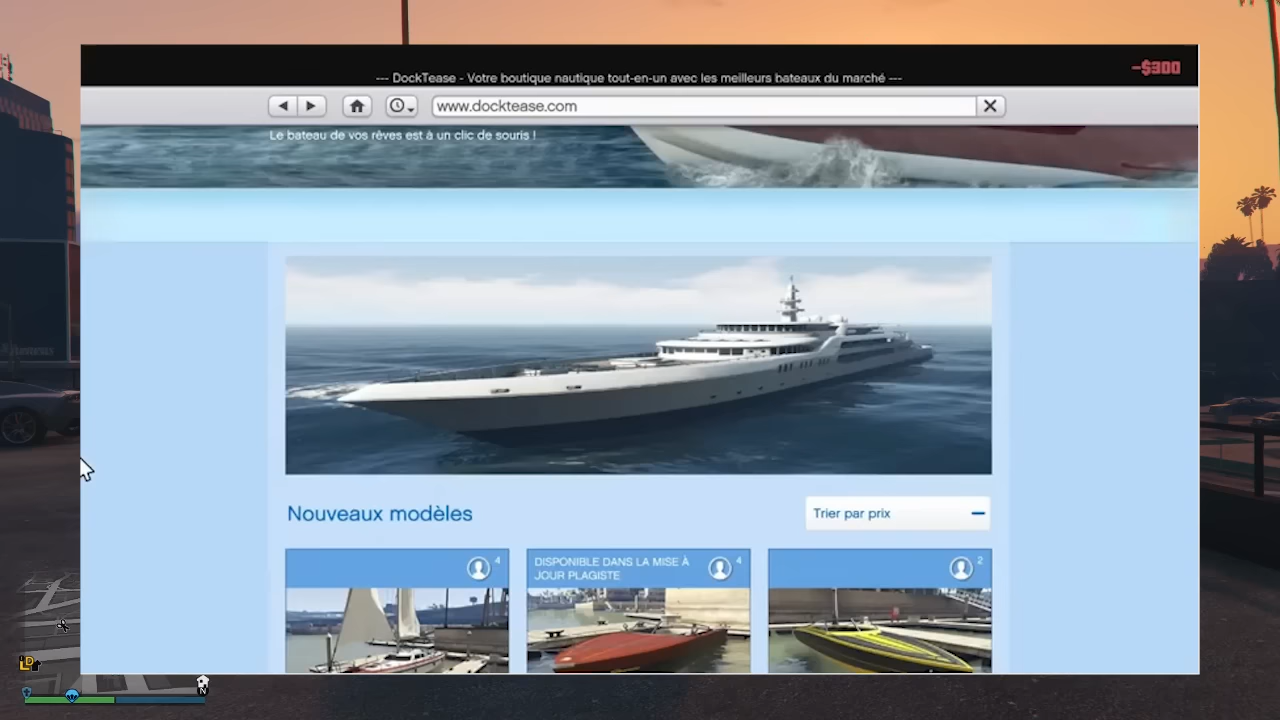 --- DockTease - Votre boutique nautique tout-en-un avec les meilleurs bateaux du marché ---
-$300
www.docktease.com
Le bateau de vos rêves est à un clic de souris !
Nouveaux modèles
Trier par prix
4
DISPONIBLE DANS LA MISE À
JOUR PLAGISTE
4
2
LD
N